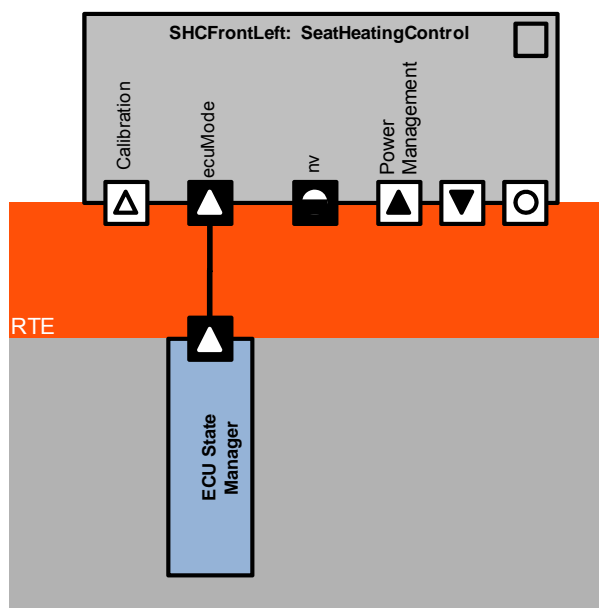 SHCFrontLeft: SeatHeatingControl
Calibration
ecuMode
nv
Power
Management
RTE
ECU State
Manager